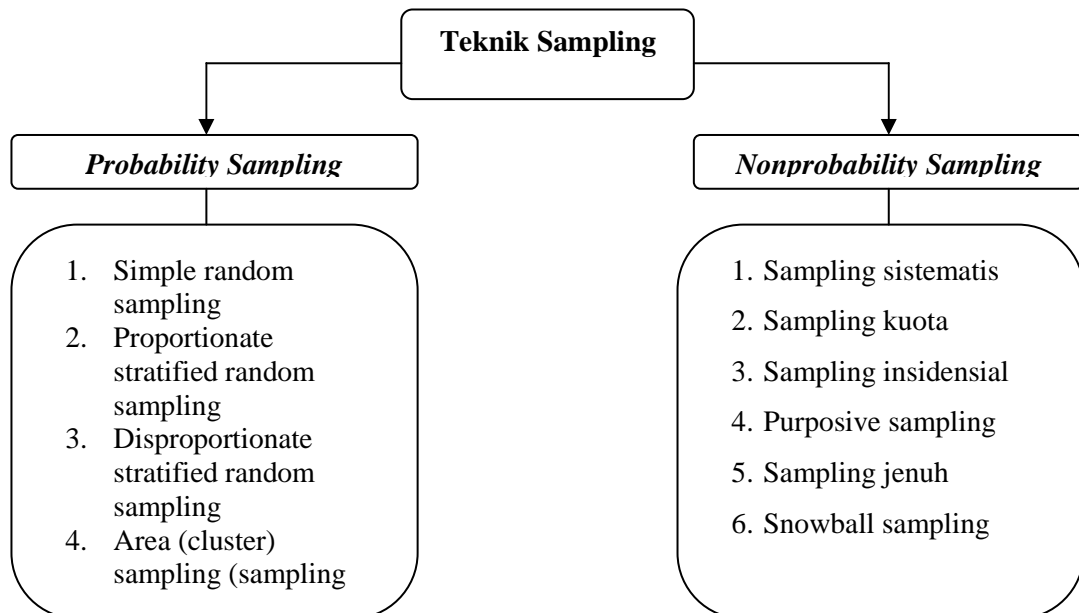 Teknik Sampling
Probability Sampling
Nonprobability Sampling
1. Simple random
sampling
2. Proportionate
stratified random
sampling
3. Disproportionate
stratified random
sampling
4. Area (cluster)
sampling (sampling
1. Sampling sistematis
2. Sampling kuota
3. Sampling insidensial
4. Purposive sampling
5. Sampling jenuh
6. Snowball sampling